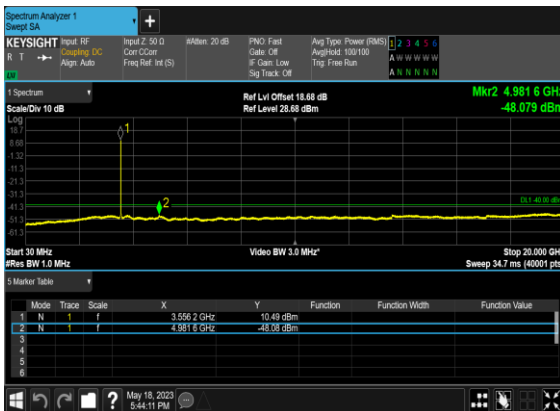 Spectrum Analyzer 1
Swept SA
KEYSIGHT Input: RF Input Z: 50 Ω #Atten: 20 dB PNO: Fast Avg Type: Power (RMS) 1 2 3 4 5 6
R T Coupling: DC Corr CCorr Gate: Off Avg|Hold: 100/100 A W W W W W
Align: Auto Freq Ref: Int (S) IF Gain: Low Trig: Free Run
Sig Track: Off A N N N N N
1 Spectrum Ref Lvl Offset 18.68 dB Mkr2 4.981 6 GHz
Scale/Div 10 dB Ref Level 28.68 dBm -48.079 dBm
Log
18.7
8.68
-1.32
-11.3
-21.3
-31.3
-41.3
-51.3
-61.3
1
2
DL1 -40.00 dBm
Start 30 MHz Video BW 3.0 MHz* Stop 20.000 GHz
#Res BW 1.0 MHz Sweep 34.7 ms (40001 pts
5 Marker Table
Mode Trace Scale X Y Function Function Width Function Value
1 N 1 f 3.556 2 GHz 10.49 dBm
2 N 1 f 4.981 6 GHz -48.08 dBm
3
4
5
6
May 18, 2023
5:44:11 PM